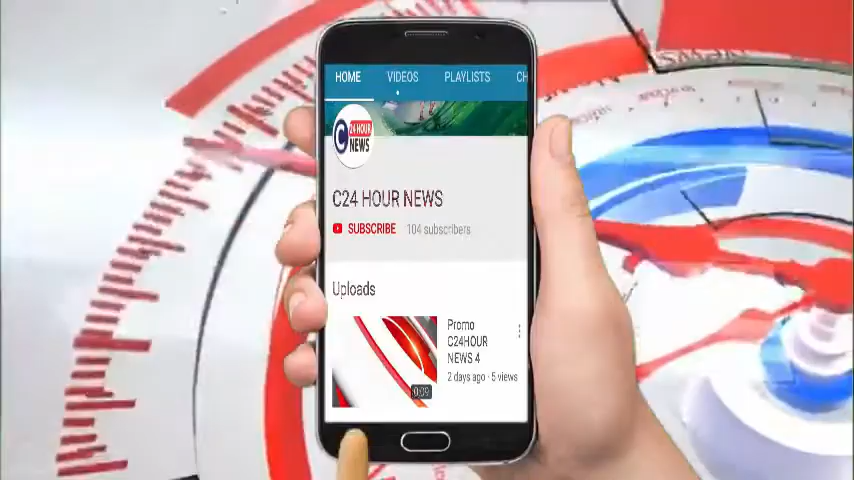 HOME VIDEOS PLAYLISTS CH
C 24 HOUR
NEWS
C24 HOUR NEWS
SUBSCRIBE 104 subscribers
Uploads
Promo
C24HOUR
NEWS 4
2 days ago · 5 views
0:09